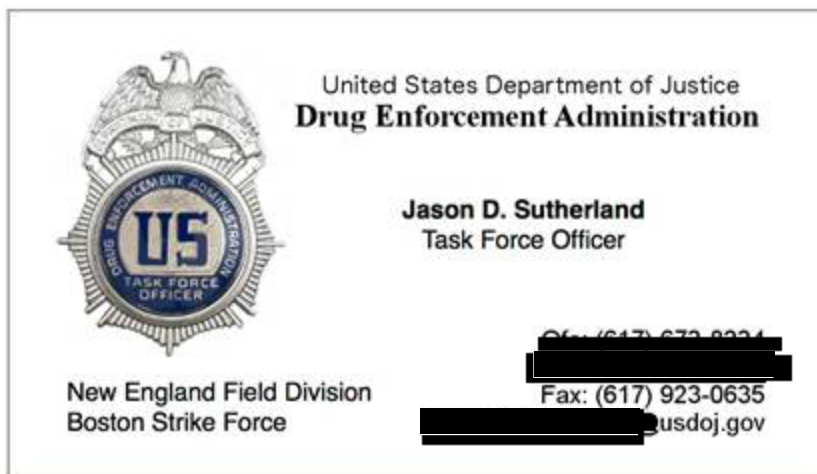 United States Department of Justice
Drug Enforcement Administration
DRUG ENFORCEMENT ADMINISTRATION
US
TASK FORCE
OFFICER
Jason D. Sutherland
Task Force Officer
New England Field Division
Boston Strike Force
Fax: (617) 923-0635
usdoj.gov